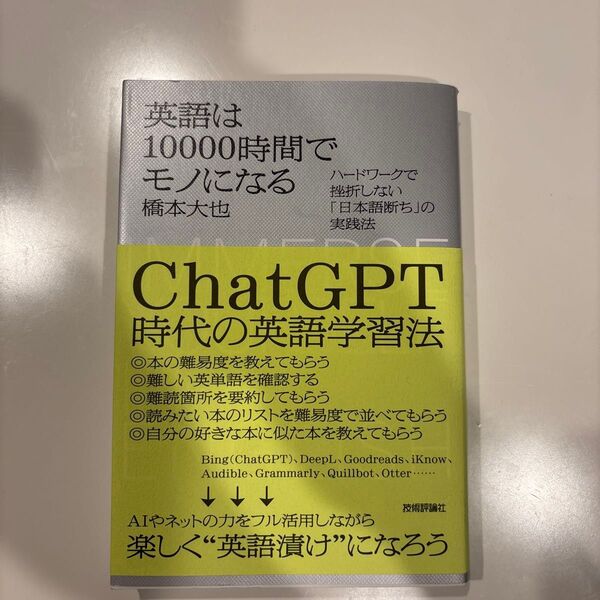 英語は
10000時間で
モノになる
橋本大也
ハードワークで
挫折しない
「日本語断ち」の
実践法
ChatGPT
時代の英語学習法
◎本の難易度を教えてもらう
◎難しい英単語を確認する
◎難読箇所を要約してもらう
◎読みたい本のリストを難易度で並べてもらう
◎自分の好きな本に似た本を教えてもらう
Bing(ChatGPT)、DeepL、Goodreads、iKnow、
Audible、Grammarly、Quillbot、Otter……
↓ ↓ ↓
技術評論社
AIやネットの力をフル活用しながら
楽しく“英語漬け”になろう